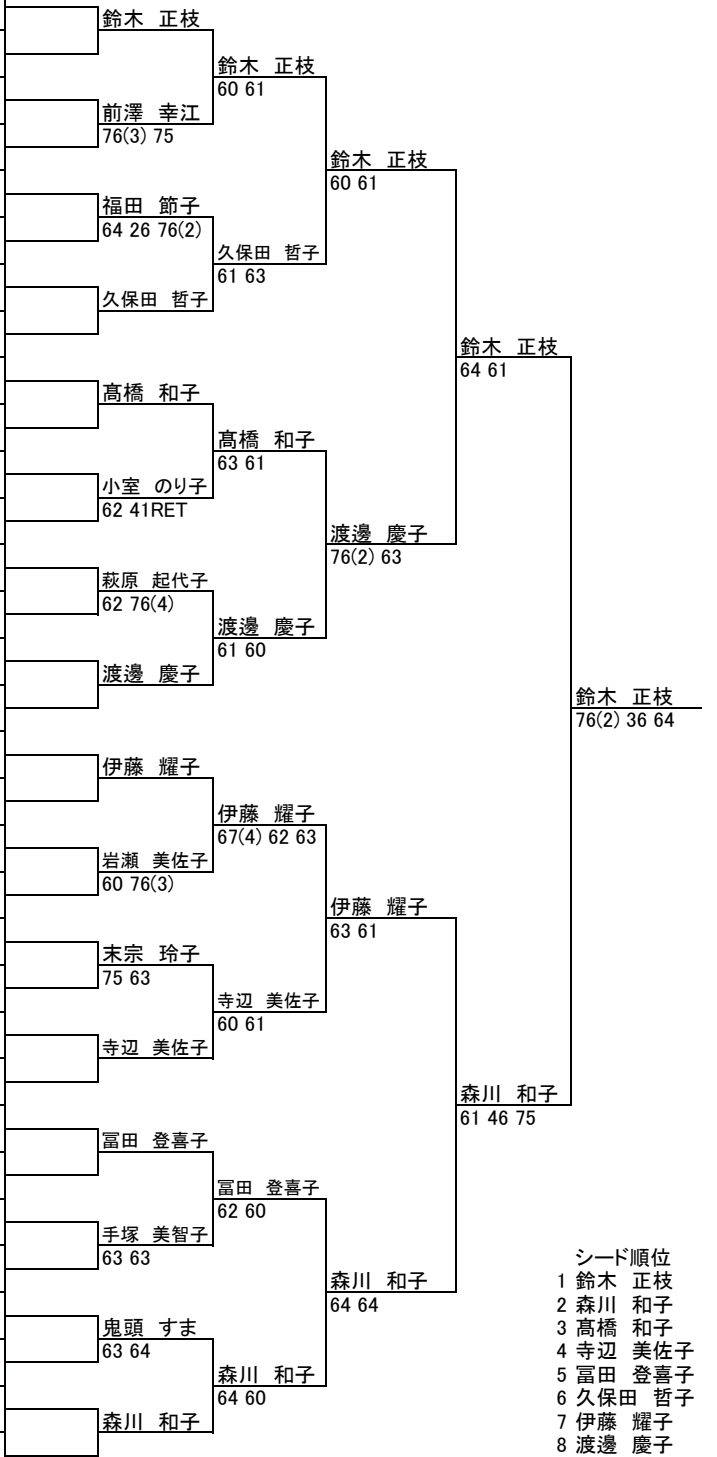 鈴木 正枝
鈴木 正枝
60 61
前澤 幸江
76(3) 75
鈴木 正枝
60 61
福田 節子
64 26 76(2)
久保田 哲子
61 63
久保田 哲子
鈴木 正枝
64 61
髙橋 和子
髙橋 和子
63 61
小室 のり子
62 41RET
渡邊 慶子
76(2) 63
萩原 起代子
62 76(4)
渡邊 慶子
61 60
渡邊 慶子
鈴木 正枝
76(2) 36 64
伊藤 耀子
伊藤 耀子
67(4) 62 63
岩瀬 美佐子
60 76(3)
伊藤 耀子
63 61
末宗 玲子
75 63
寺辺 美佐子
60 61
寺辺 美佐子
森川 和子
61 46 75
冨田 登喜子
冨田 登喜子
62 60
手塚 美智子
63 63
森川 和子
64 64
鬼頭 すま
63 64
森川 和子
64 60
森川 和子
シード順位
1 鈴木 正枝
2 森川 和子
3 髙橋 和子
4 寺辺 美佐子
5 冨田 登喜子
6 久保田 哲子
7 伊藤 耀子
8 渡邊 慶子